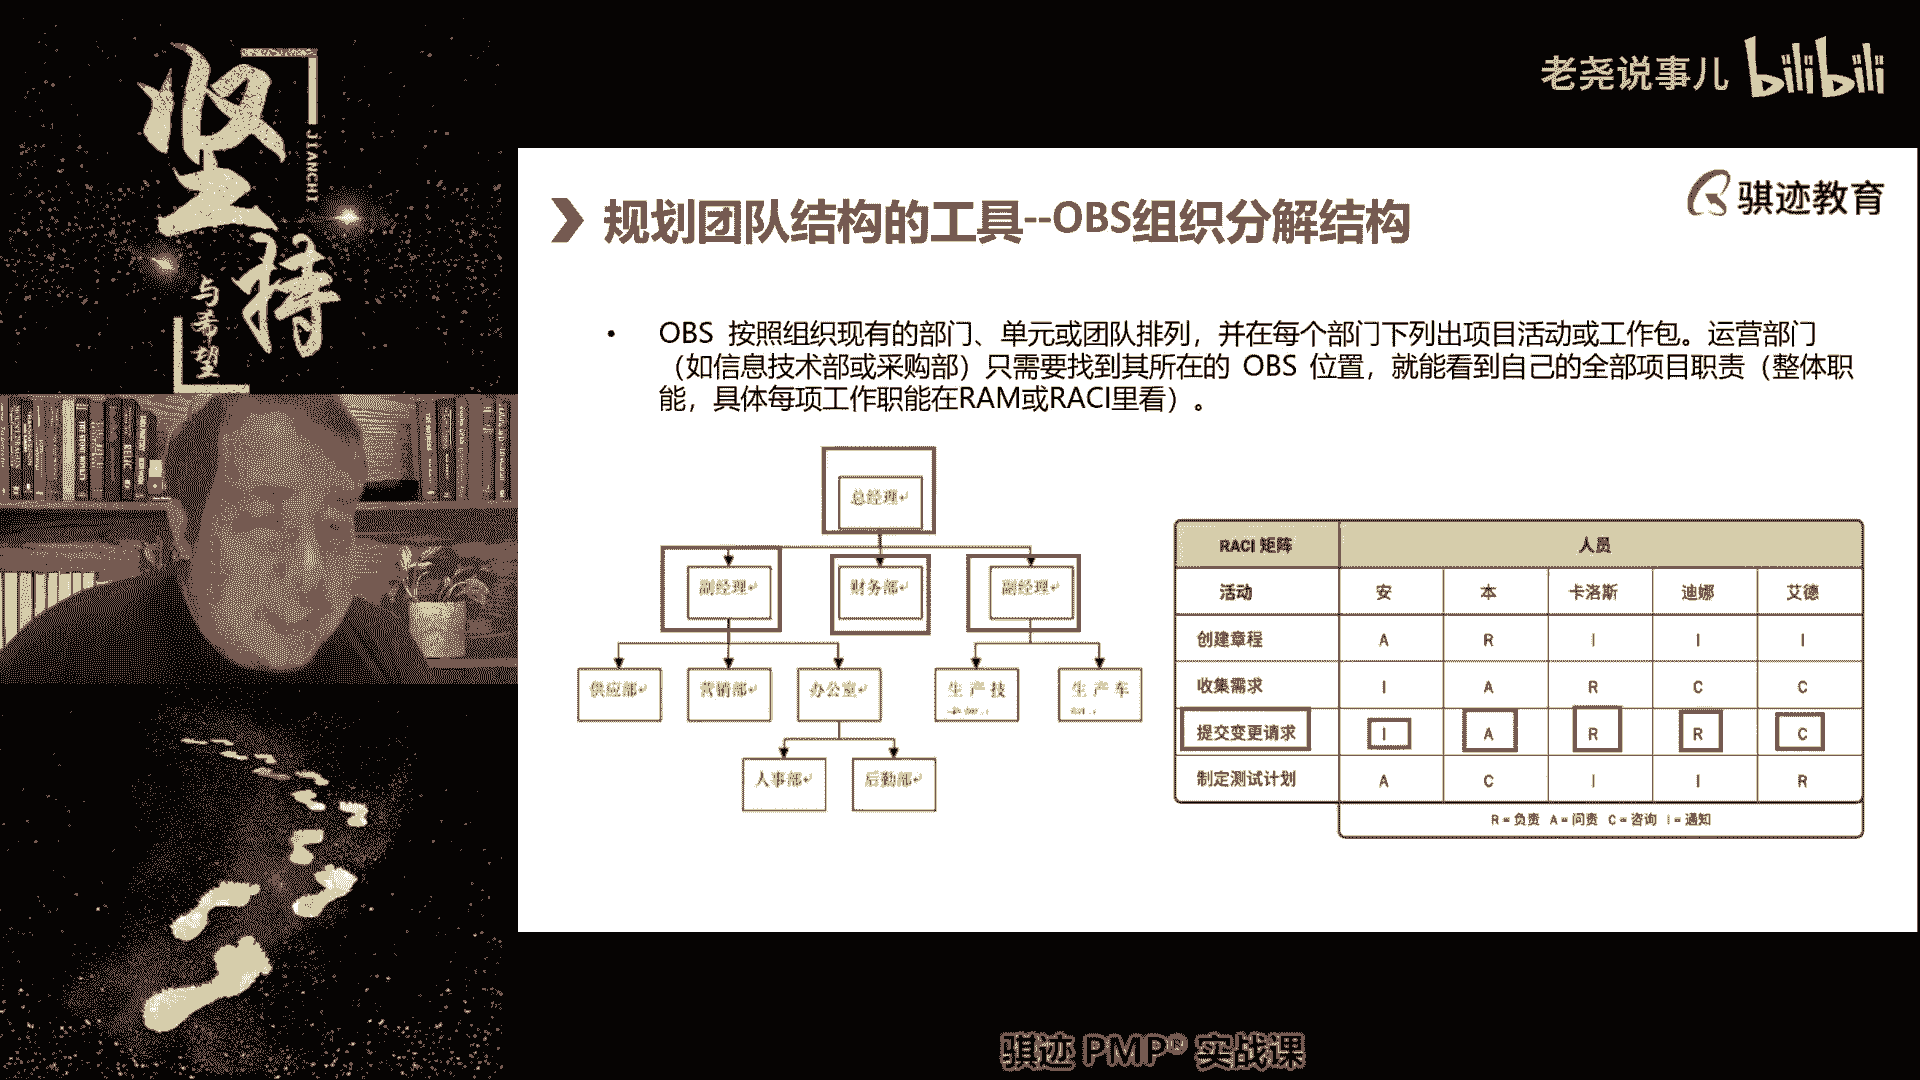 坚持
JIANCHI
与希望
老尧说事儿 bilibili
骐迹教育
规划团队结构的工具--OBS组织分解结构
• OBS 按照组织现有的部门、单元或团队排列，并在每个部门下列出项目活动或工作包。运营部门
（如信息技术部或采购部）只需要找到其所在的 OBS 位置，就能看到自己的全部项目职责（整体职
能，具体每项工作职能在RAM或RACI里看）。
总经理
副经理 财务部 副经理
供应部 营销部 办公室 生产技 生产车
人事部 后勤部
RACI 矩阵 人员
活动 安 本 卡洛斯 迪娜 艾德
创建章程 A R I I I
收集需求 I A R C C
提交变更请求 I A R R C
制定测试计划 A C I I R
R = 负责 A = 问责 C = 咨询 I = 通知
骐迹 PMP® 实战课